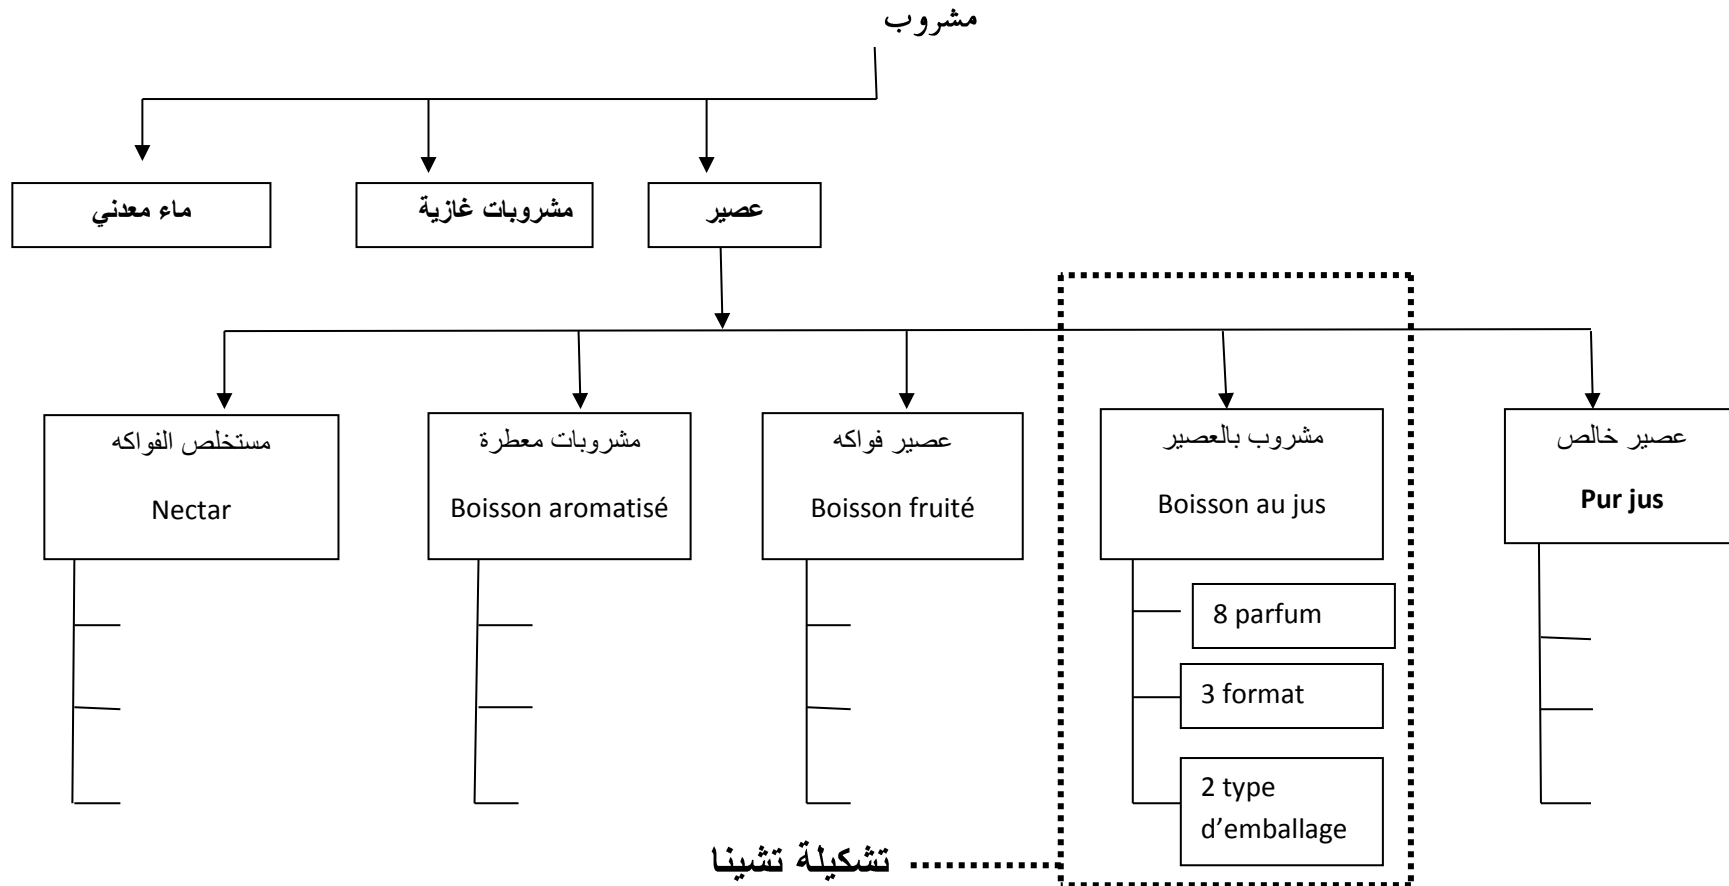 مشروب
عصير
مشروبات غازية
ماء معدني
عصير خالص
Pur jus
مشروب بالعصير
Boisson au jus
عصير فواكه
Boisson fruité
مشروبات معطرة
Boisson aromatisé
مستخلص الفواكه
Nectar
8 parfum
3 format
2 type
d’emballage
تشكيلة تشينا